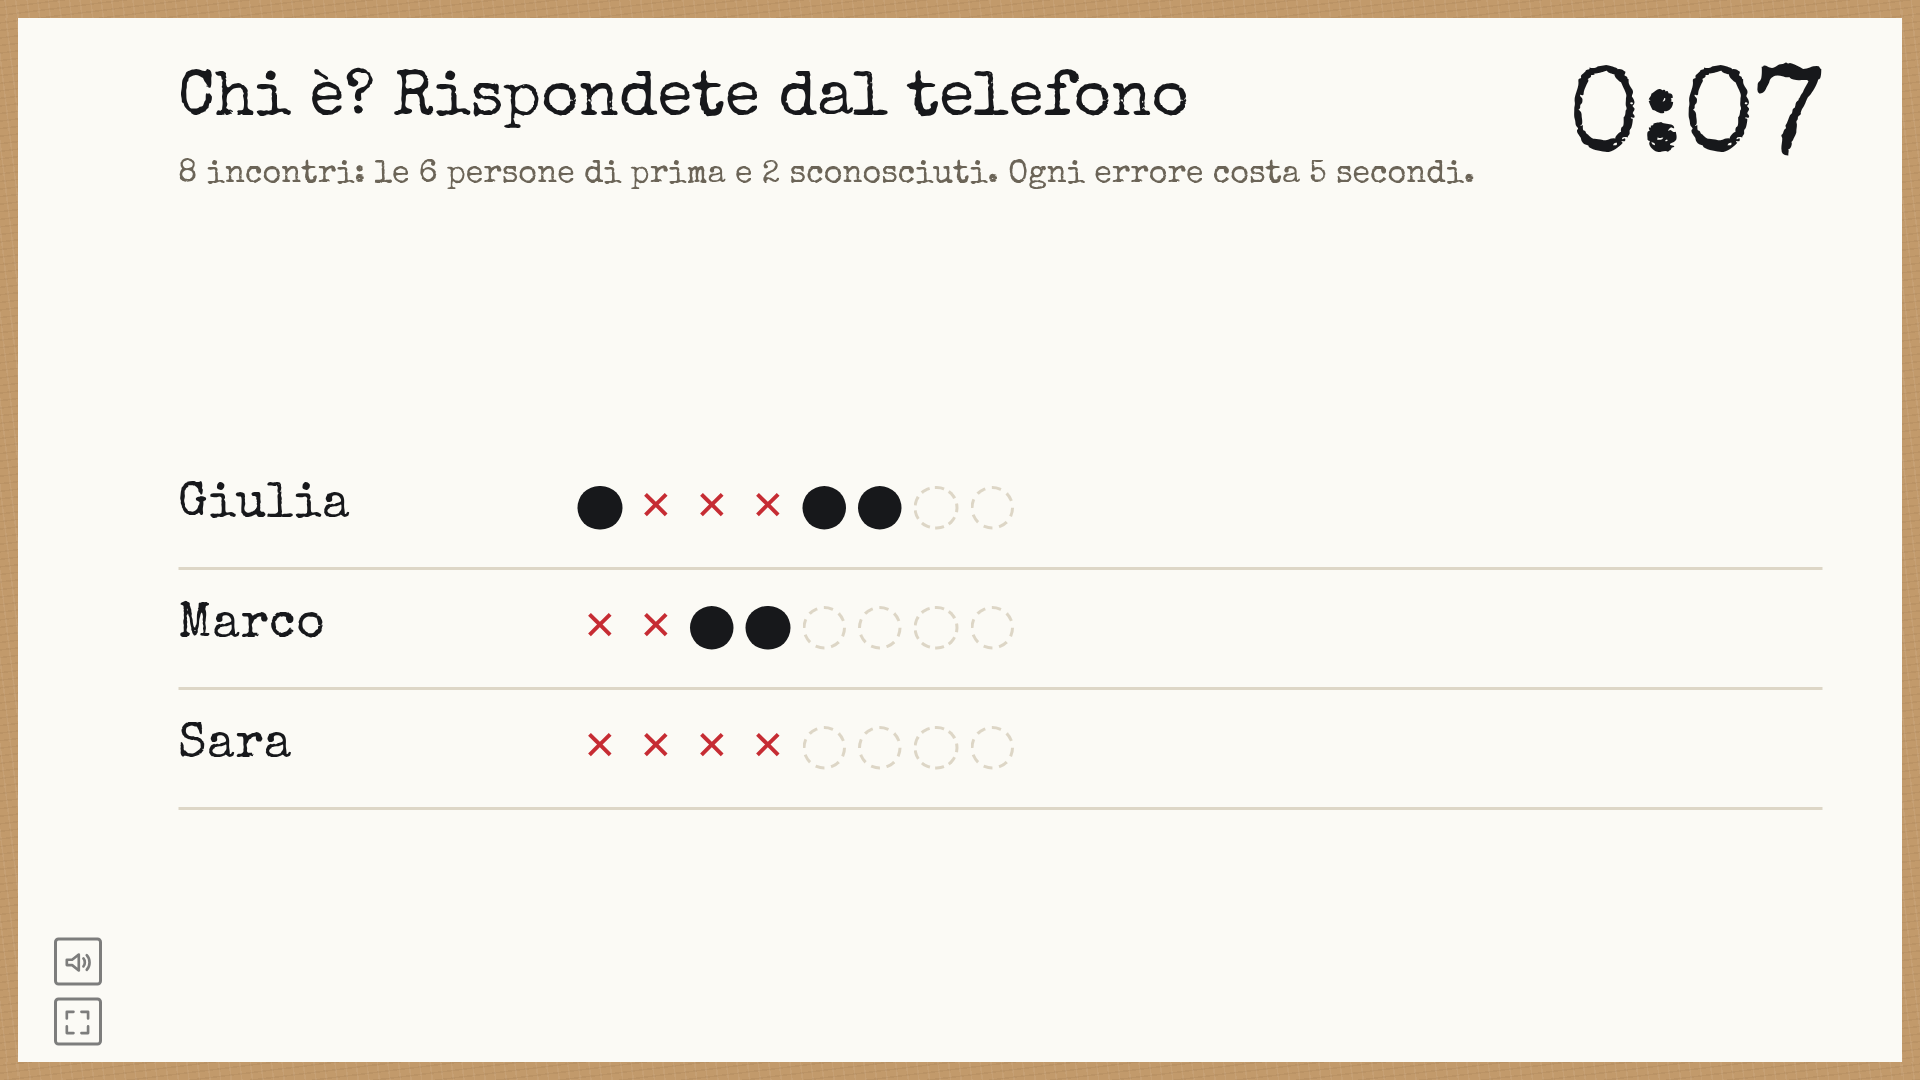 Chi è? Rispondete dal telefono
0:07
8 incontri: le 6 persone di prima e 2 sconosciuti. Ogni errore costa 5 secondi.
Giulia
Marco
Sara